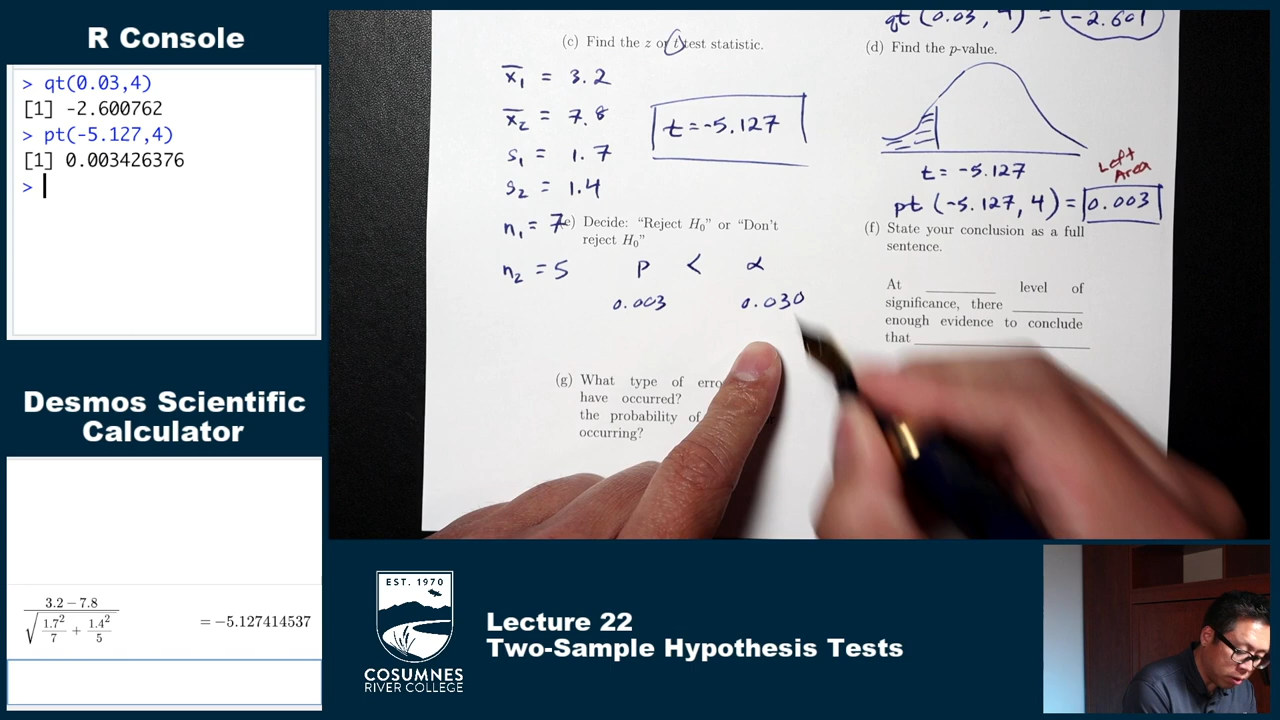 R Console
> qt(0.03,4)
[1] -2.600762
> pt(-5.127,4)
[1] 0.003426376
>
Desmos Scientific
Calculator
3.2 − 7.8
√ 1.7² / 7 + 1.4² / 5
= −5.127414537
qt (0.03, 4) = -2.601
(c) Find the z or t test statistic.
x̄₁ = 3.2
x̄₂ = 7.8
s₁ = 1.7
s₂ = 1.4
n₁ = 7
n₂ = 5
t = -5.127
(d) Find the p-value.
t = -5.127
pt (-5.127, 4) = 0.003
Left
Area
(e) Decide: “Reject H₀” or “Don’t
reject H₀”
p < α
0.003 0.030
(f) State your conclusion as a full
sentence.
At ________ level of
significance, there ________
enough evidence to conclude
that ____________________
(g) What type of
have occurred?
the probability of
occurring?
EST. 1970
COSUMNES
RIVER COLLEGE
Lecture 22
Two-Sample Hypothesis Tests